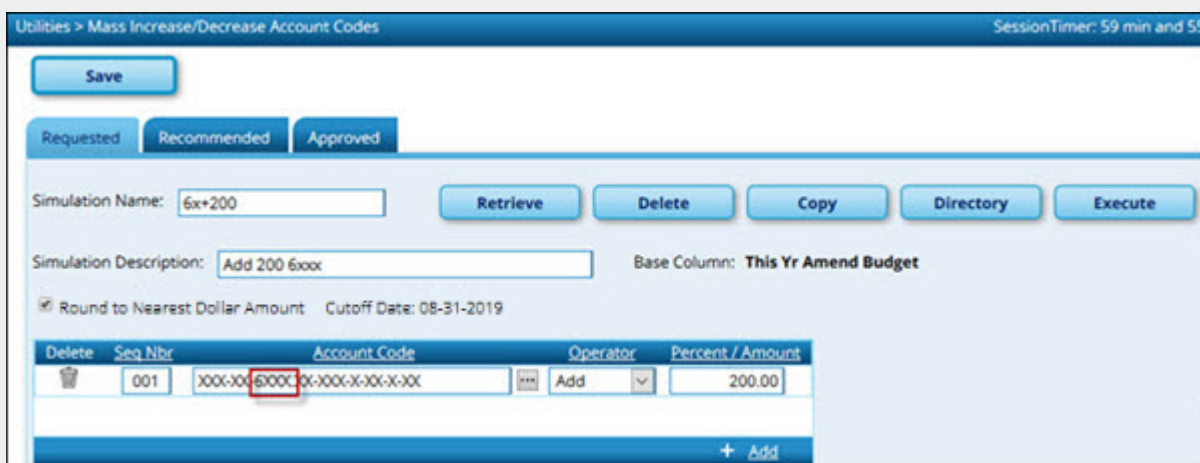 Utilities > Mass Increase/Decrease Account Codes SessionTimer: 59 min and 55
Save
Requested Recommended Approved
Simulation Name: 6x+200 Retrieve Delete Copy Directory Execute
Simulation Description: Add 200 6xxx Base Column: This Yr Amend Budget
Round to Nearest Dollar Amount Cutoff Date: 08-31-2019
Delete Seq Nbr Account Code Operator Percent / Amount
001 XXX-XX-6XXX.XX-XXX-X-XX-X-XX ... Add 200.00
+ Add